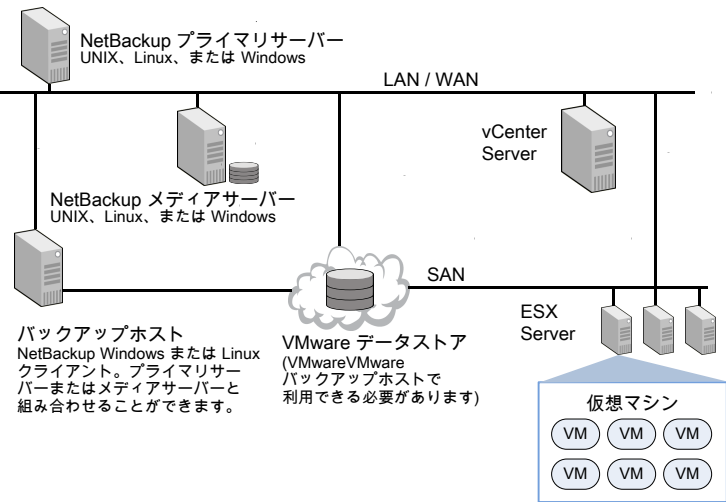 NetBackup プライマリサーバー
UNIX、Linux、または Windows
LAN / WAN
vCenter
Server
NetBackup メディアサーバー
UNIX、Linux、または Windows
SAN
ESX
Server
バックアップホスト
NetBackup Windows または Linux
クライアント。プライマリサー
バーまたはメディアサーバーと
組み合わせることができます。
VMware データストア
(VMwareVMware
バックアップホストで
利用できる必要があります)
仮想マシン
VM VM VM
VM VM VM